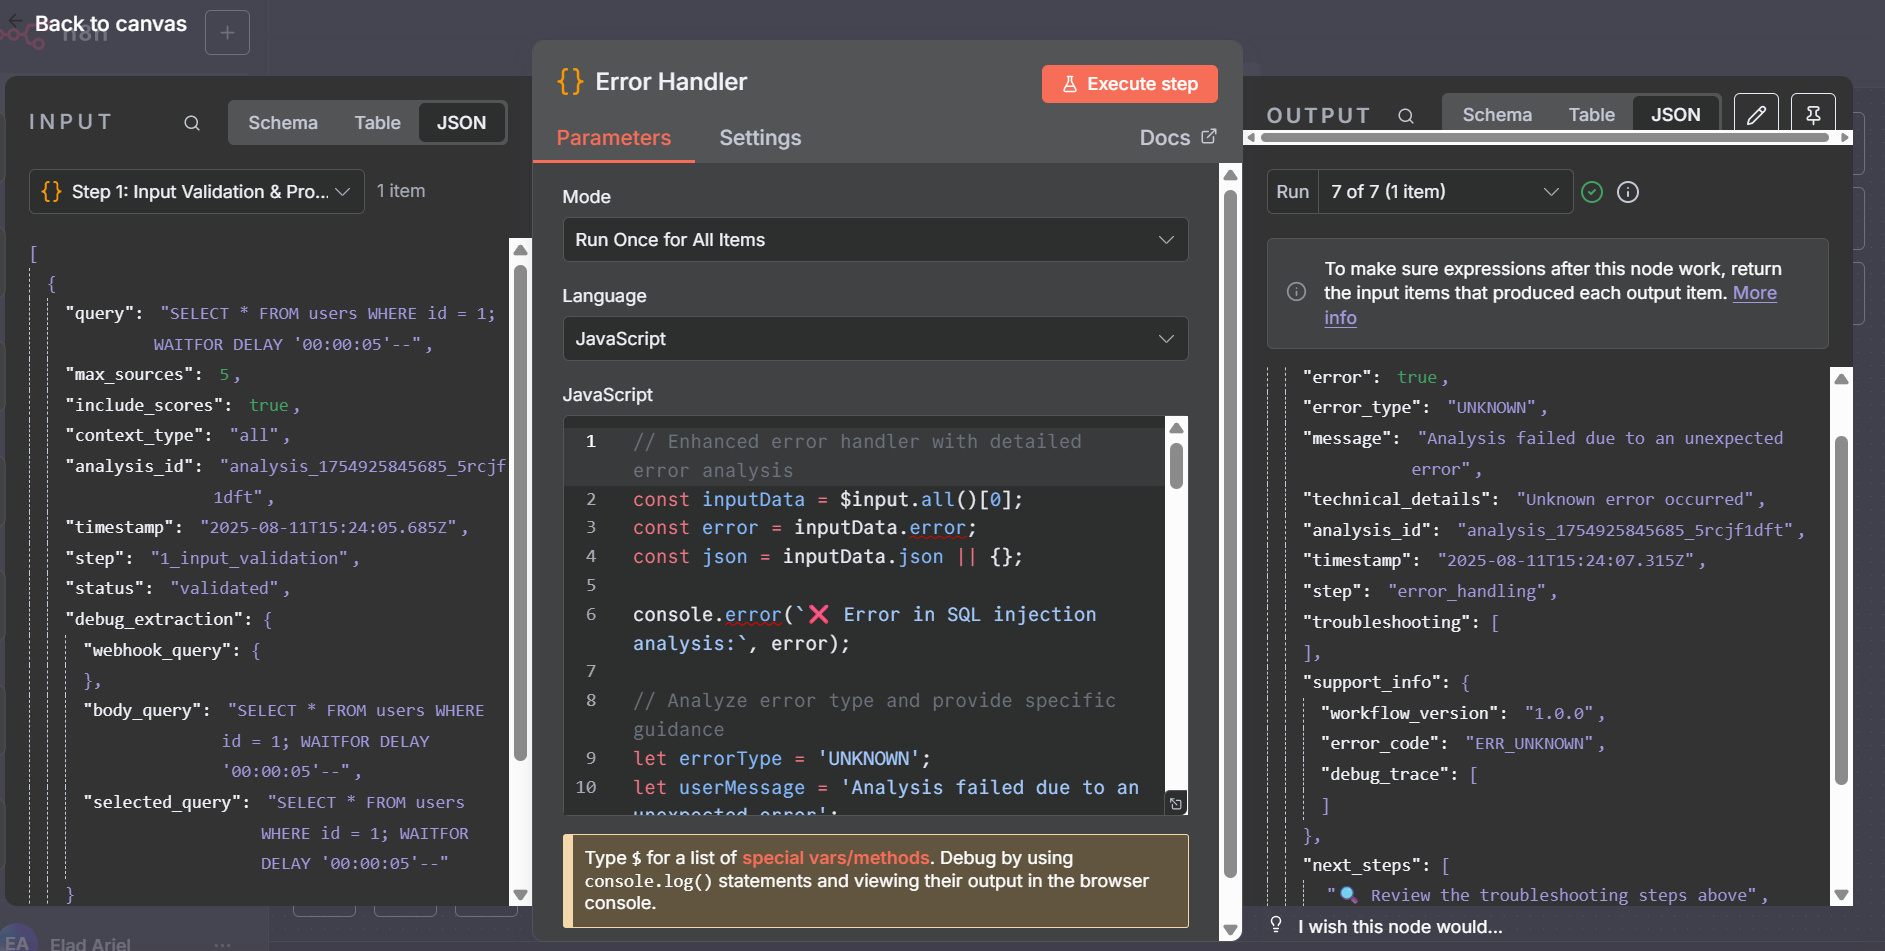 Back to canvas
n8n
INPUT
Schema
Table
JSON
Step 1: Input Validation & Pro...
1 item
[
{
"query": "SELECT * FROM users WHERE id = 1;
WAITFOR DELAY '00:00:05'--",
"max_sources": 5,
"include_scores": true,
"context_type": "all",
"analysis_id": "analysis_1754925845685_5rcjf
1dft",
"timestamp": "2025-08-11T15:24:05.685Z",
"step": "1_input_validation",
"status": "validated",
"debug_extraction": {
"webhook_query": {
},
"body_query": "SELECT * FROM users WHERE
id = 1; WAITFOR DELAY
'00:00:05'--",
"selected_query": "SELECT * FROM users
WHERE id = 1; WAITFOR
DELAY '00:00:05'--"
}
EA
Elad Ariel
...
{} Error Handler
Execute step
Parameters
Settings
Docs
Mode
Run Once for All Items
Language
JavaScript
JavaScript
1 // Enhanced error handler with detailed
error analysis
2 const inputData = $input.all()[0];
3 const error = inputData.error;
4 const json = inputData.json || {};
5
6 console.error(`❌ Error in SQL injection
analysis:`, error);
7
8 // Analyze error type and provide specific
guidance
9 let errorType = 'UNKNOWN';
10 let userMessage = 'Analysis failed due to an
unexpected error';
Type $ for a list of special vars/methods. Debug by using
console.log() statements and viewing their output in the browser
console.
OUTPUT
Schema
Table
JSON
Run
7 of 7 (1 item)
To make sure expressions after this node work, return
the input items that produced each output item. More
info
"error": true,
"error_type": "UNKNOWN",
"message": "Analysis failed due to an unexpected
error",
"technical_details": "Unknown error occurred",
"analysis_id": "analysis_1754925845685_5rcjf1dft",
"timestamp": "2025-08-11T15:24:07.315Z",
"step": "error_handling",
"troubleshooting": [
],
"support_info": {
"workflow_version": "1.0.0",
"error_code": "ERR_UNKNOWN",
"debug_trace": [
]
},
"next_steps": [
"🔍 Review the troubleshooting steps above",
I wish this node would...